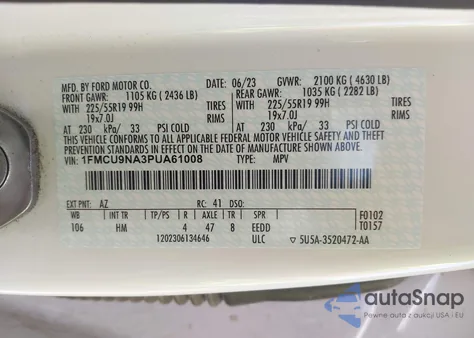 MFD. BY FORD MOTOR CO. DATE: 06/23 GVWR: 2100 KG (4630 LB)
FRONT GAWR: 1105 KG (2436 LB) REAR GAWR: 1035 KG (2282 LB)
WITH 225/55R19 99H TIRES WITH 225/55R19 99H TIRES
19x7.0J RIMS 19x7.0J RIMS
AT 230 kPa/ 33 PSI COLD AT 230 kPa/ 33 PSI COLD
THIS VEHICLE CONFORMS TO ALL APPLICABLE FEDERAL MOTOR VEHICLE SAFETY AND THEFT
PREVENTION STANDARDS IN EFFECT ON THE DATE OF MANUFACTURE SHOWN ABOVE.
VIN: 1FMCU9NA3PUA61008 TYPE: MPV
EXT PNT: AZ RC: 41 DSO:
WB INT TR TP/PS R AXLE TR SPR F0102
106 HM 4 47 8 EEDD T0157
1202306134646 ULC 5U5A-3520472-AA
autoSnap
Pewne auta z USA i EU